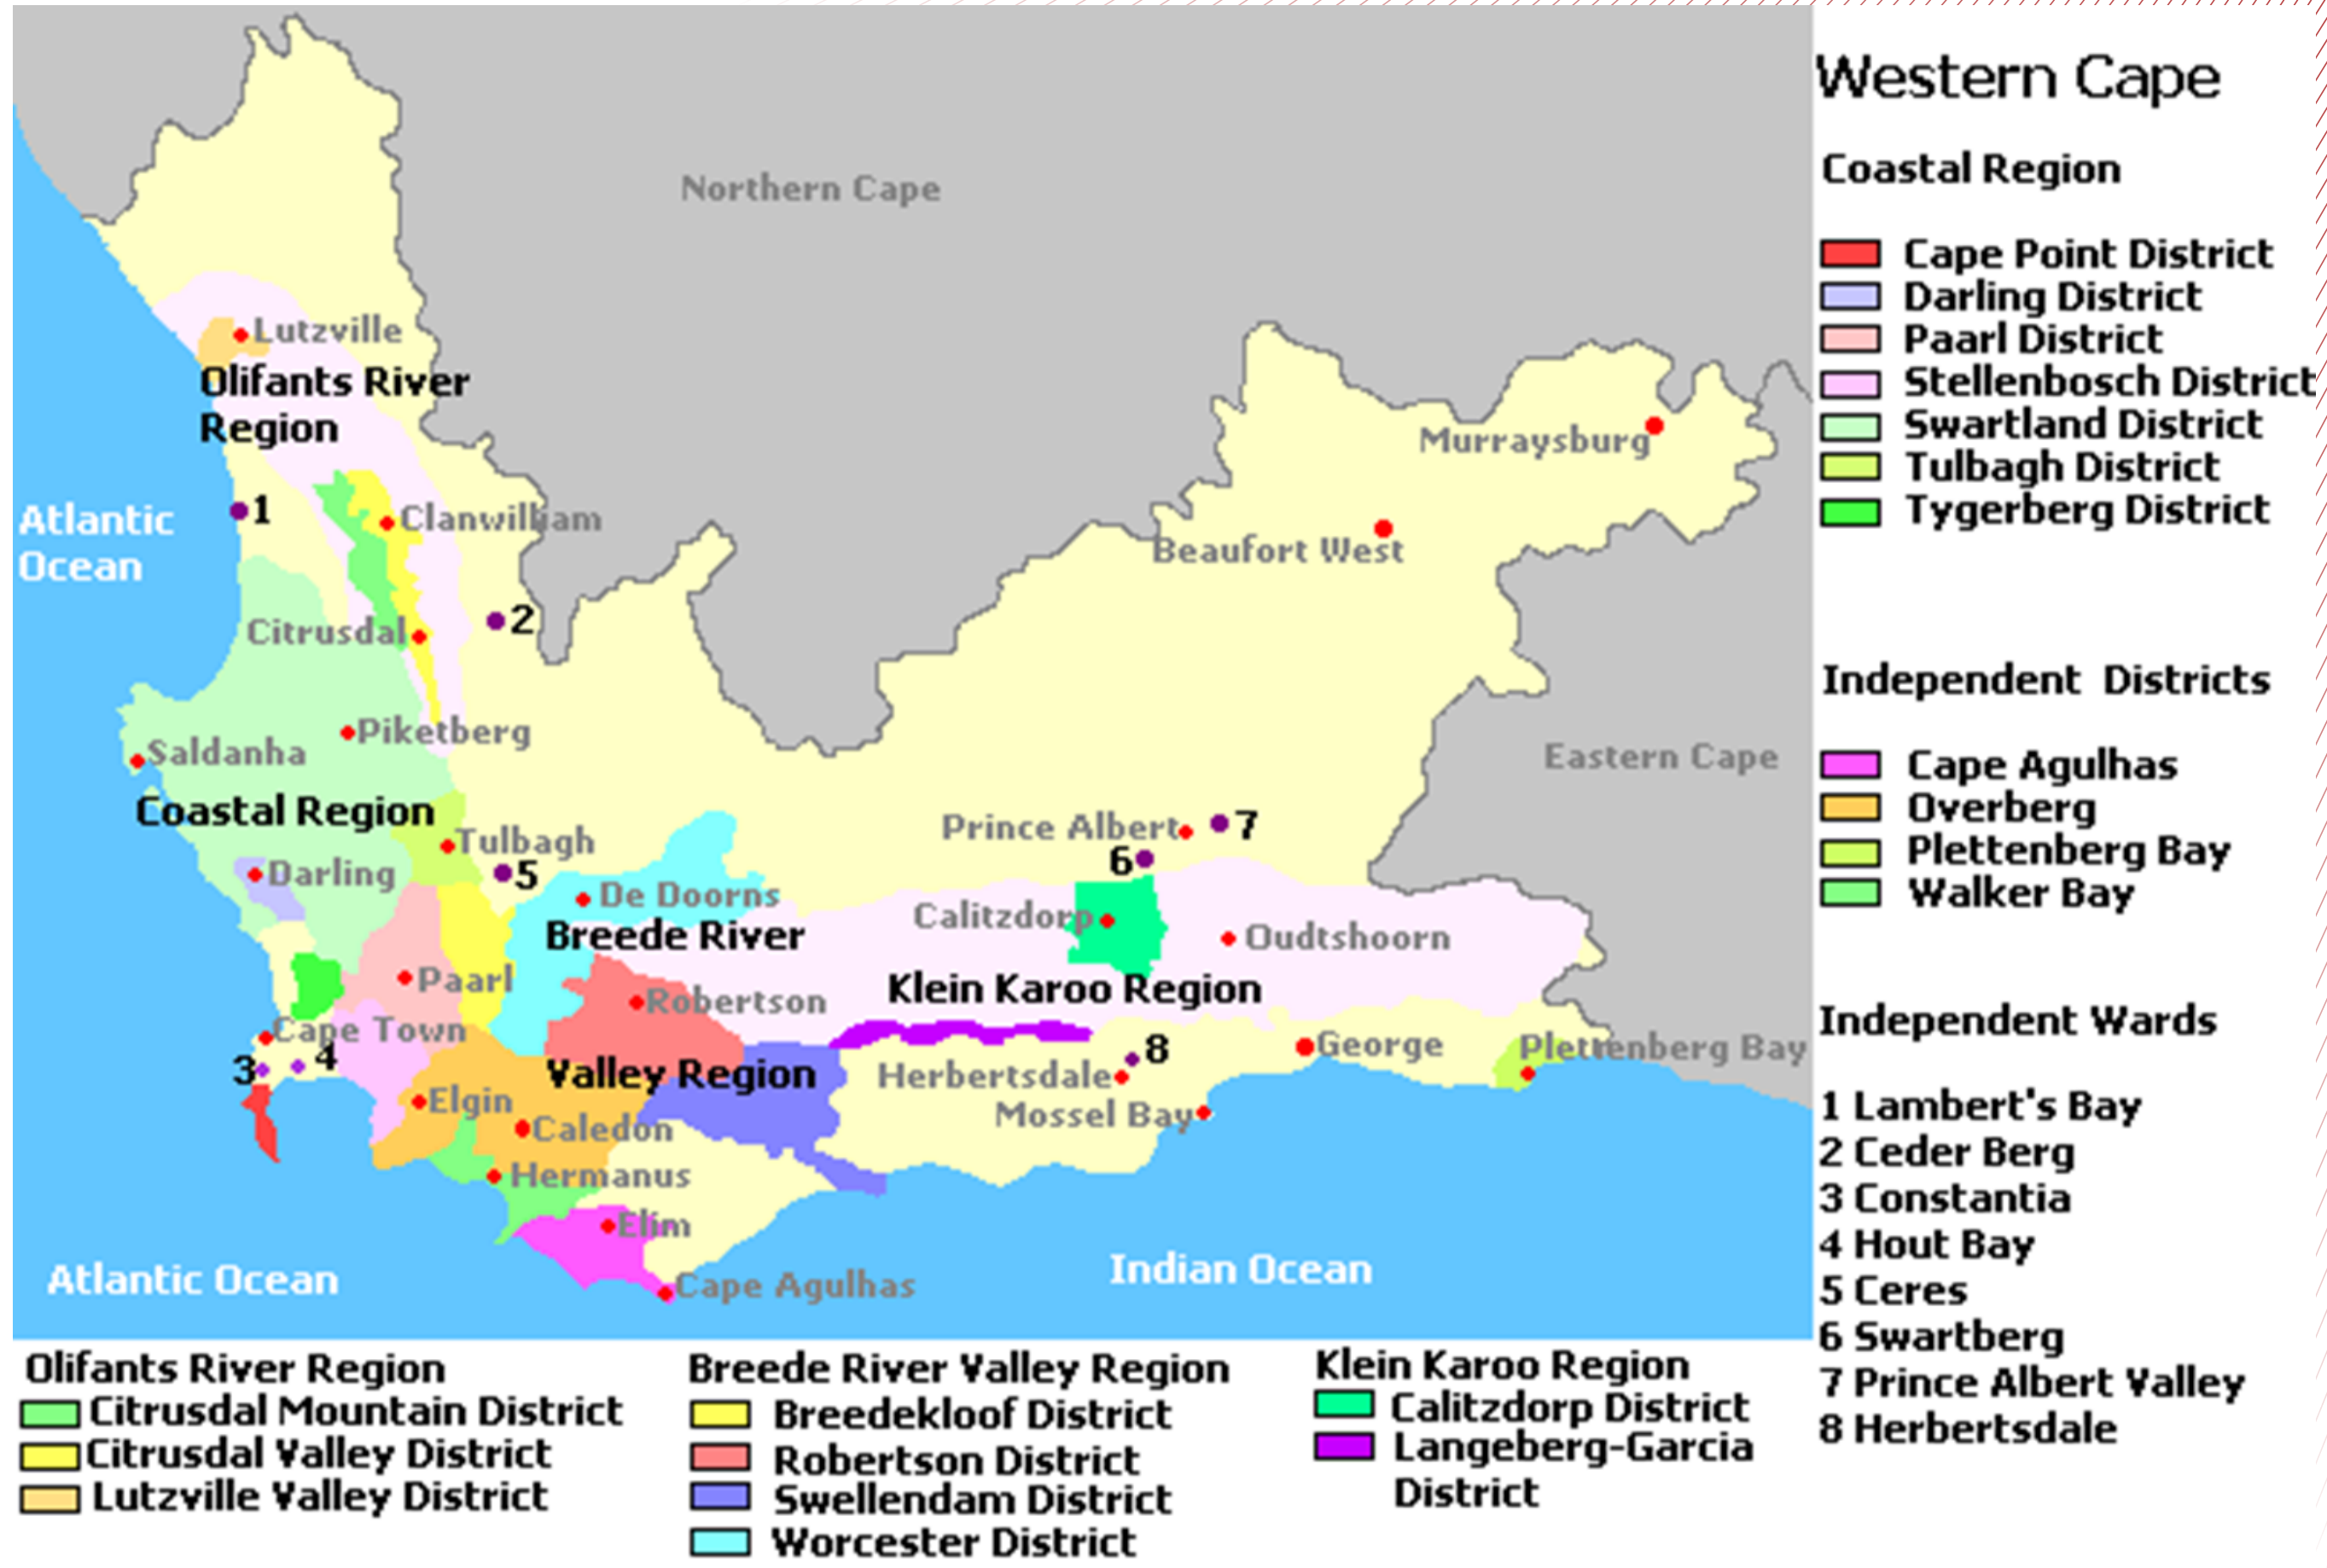 Western Cape
Coastal Region
Cape Point District
Darling District
Paarl District
Stellenbosch District
Swartland District
Tulbagh District
Tygerberg District
Independent Districts
Cape Agulhas
Overberg
Plettenberg Bay
Walker Bay
Independent Wards
1 Lambert's Bay
2 Ceder Berg
3 Constantia
4 Hout Bay
5 Ceres
6 Swartberg
7 Prince Albert Valley
8 Herbertsdale
Northern Cape
Lutzville
Olifants River
Region
Murraysburg
1
Clanwilliam
Atlantic
Ocean
Beaufort West
2
Citrusdal
Piketberg
Saldanha
Eastern Cape
Coastal Region
Prince Albert
7
Tulbagh
6
5
Darling
De Doorns
Calitzdorp
Breede River
Oudtshoorn
Paarl
Klein Karoo Region
Robertson
Cape Town
George
Plettenberg Bay
8
4
3
Valley Region
Herbertsdale
Elgin
Mossel Bay
Caledon
Hermanus
Elim
Indian Ocean
Atlantic Ocean
Cape Agulhas
Olifants River Region
Citrusdal Mountain District
Citrusdal Valley District
Lutzville Valley District
Breede River Valley Region
Breedekloof District
Robertson District
Swellendam District
Worcester District
Klein Karoo Region
Calitzdorp District
Langeberg-Garcia
District